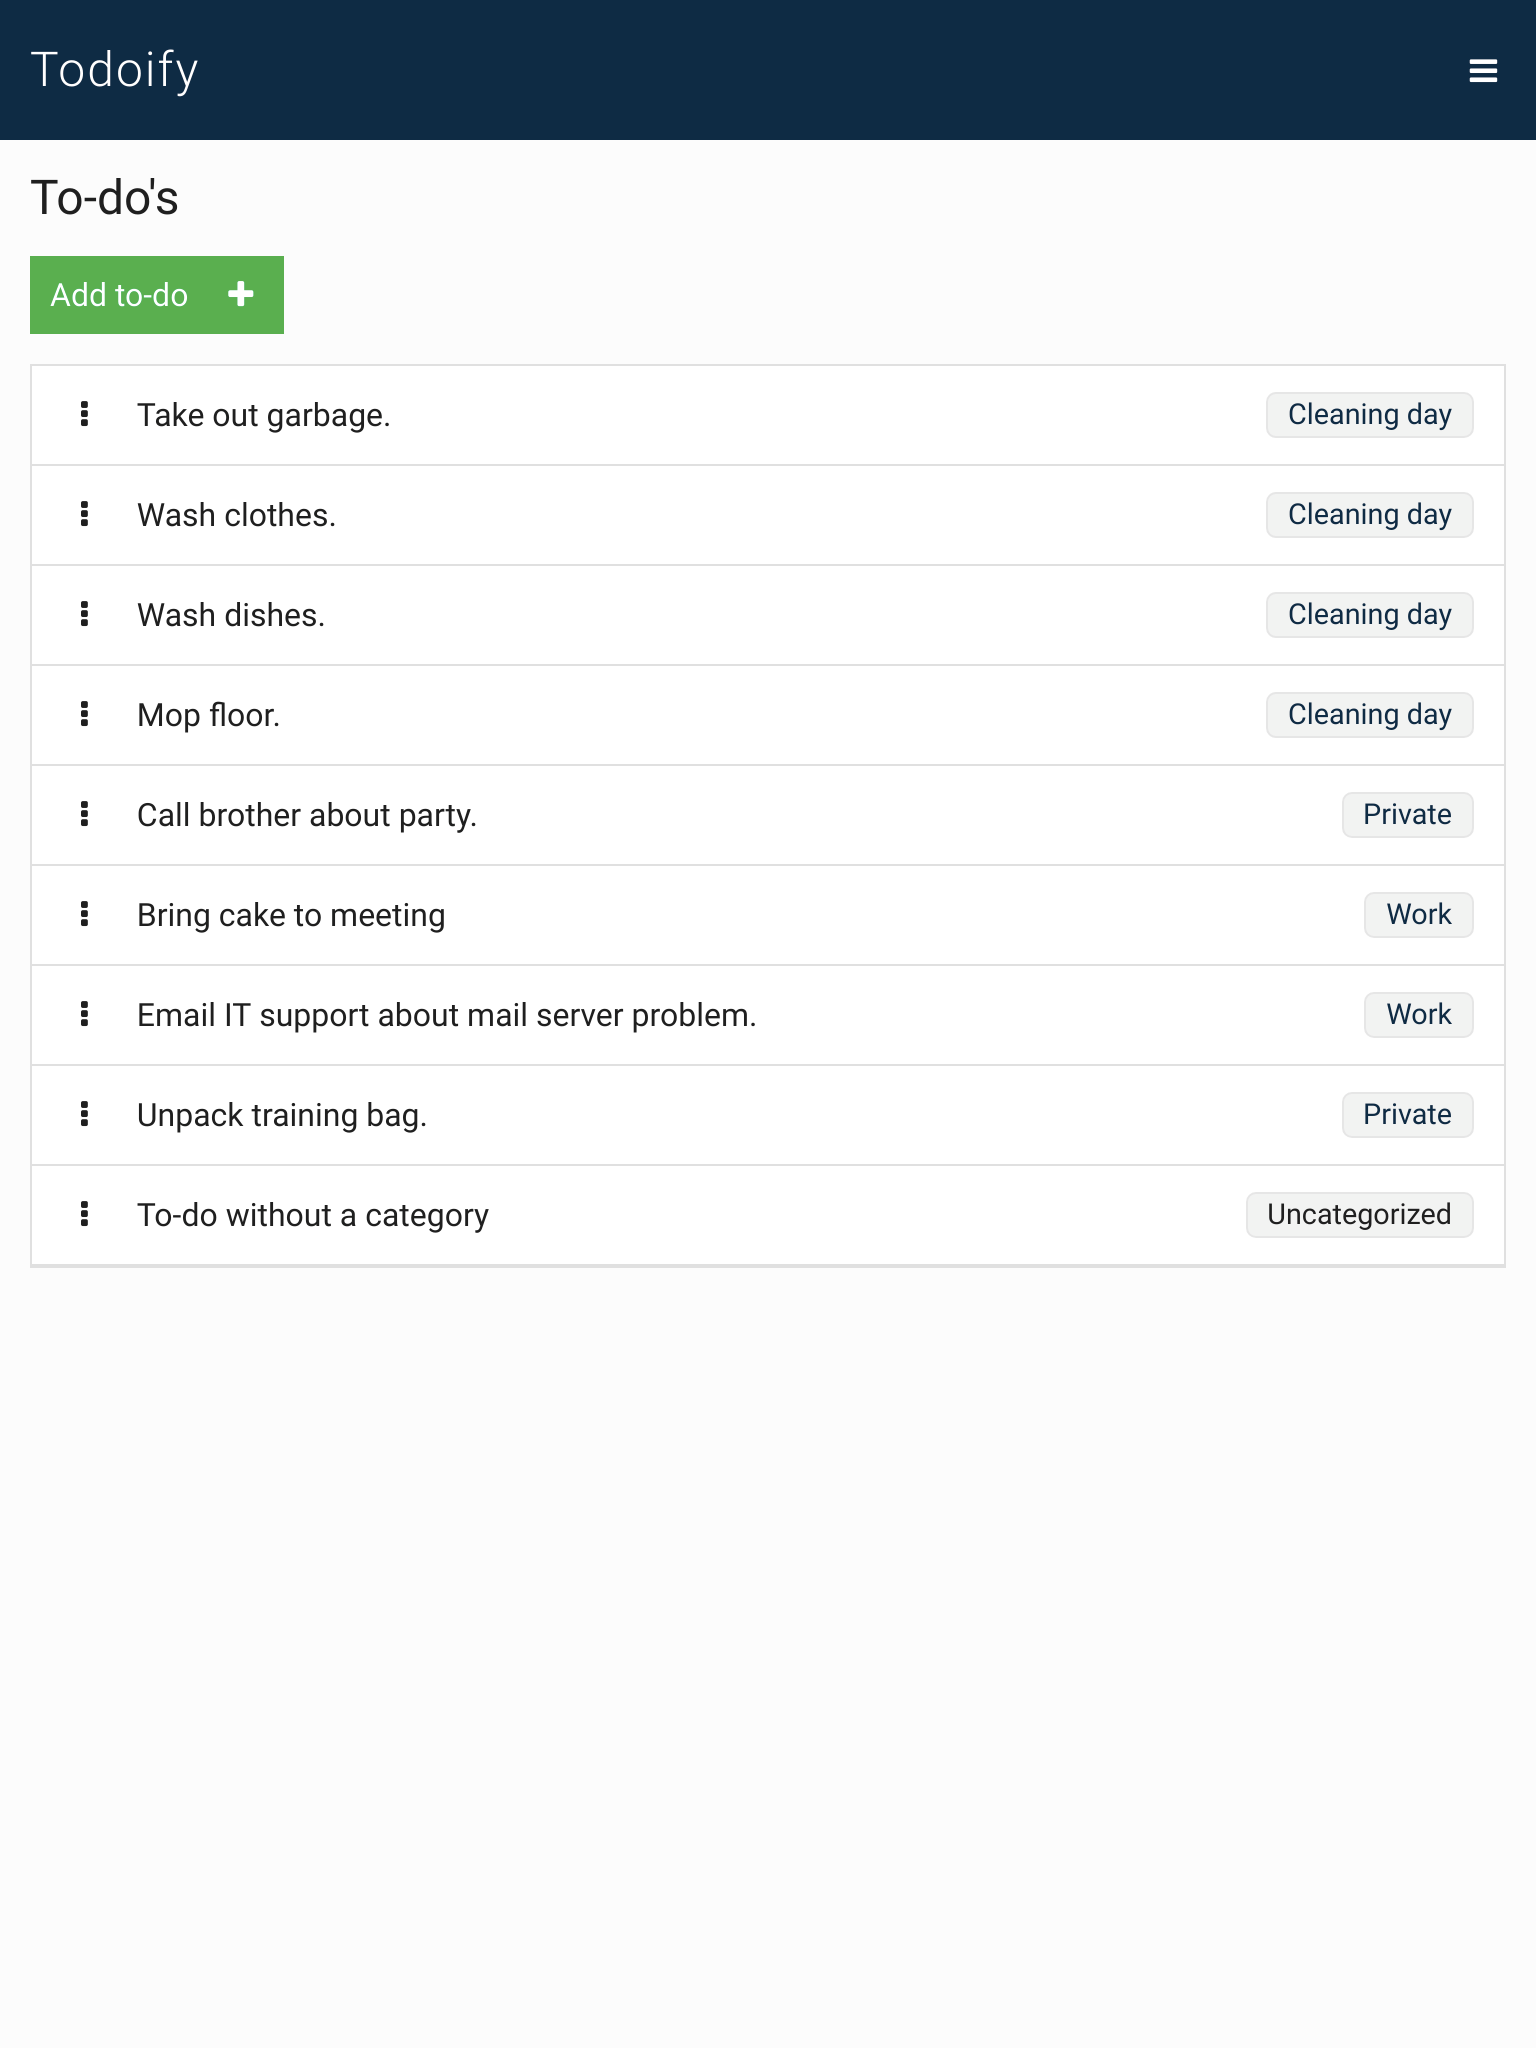 Todoify
To-do's
Add to-do
Take out garbage. Cleaning day
Wash clothes. Cleaning day
Wash dishes. Cleaning day
Mop floor. Cleaning day
Call brother about party. Private
Bring cake to meeting Work
Email IT support about mail server problem. Work
Unpack training bag. Private
To-do without a category Uncategorized